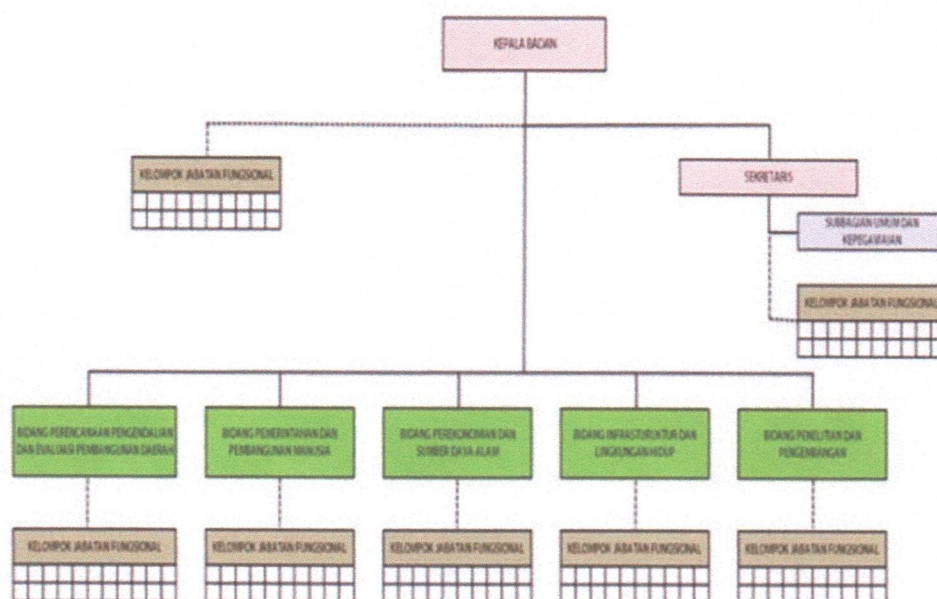 KEPALA BADAN
KELOMPOK JABATAN FUNGSIONAL
SEKRETARIS
SUBBAGIAN UMUM DAN
KEPEGAWAIAN
KELOMPOK JABATAN FUNGSIONAL
BIDANG PERENCANAAN PENGENDALIAN
DAN EVALUASI PEMBANGUNAN DAERAH
BIDANG PEMERINTAHAN DAN
PEMBANGUNAN MANUSIA
BIDANG PEREKONOMIAN DAN
SUMBER DAYA ALAM
BIDANG INFRASTURUKTUR DAN
LINGKUNGAN HIDUP
BIDANG PENELITIAN DAN
PENGEMBANGAN
KELOMPOK JABATAN FUNGSIONAL
KELOMPOK JABATAN FUNGSIONAL
KELOMPOK JABATAN FUNGSIONAL
KELOMPOK JABATAN FUNGSIONAL
KELOMPOK JABATAN FUNGSIONAL